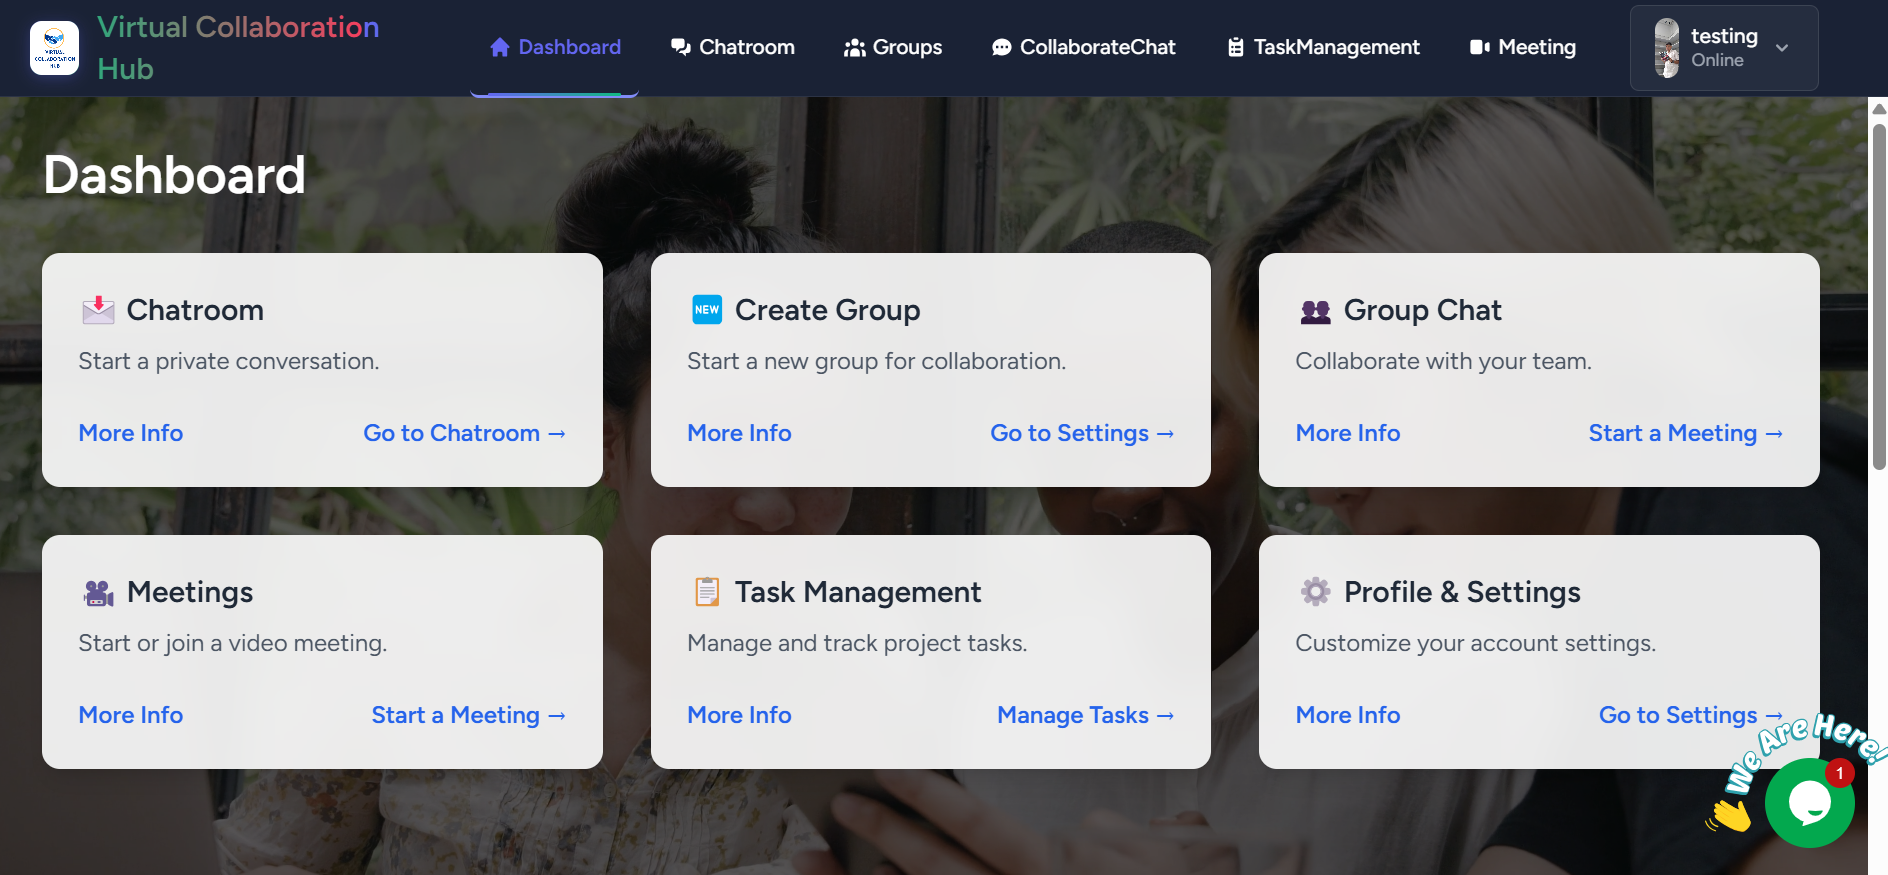 VIRTUAL
COLLABORATION
HUB
Virtual Collaboration
Hub
Dashboard
Chatroom
Groups
CollaborateChat
TaskManagement
Meeting
testing
Online
Dashboard
Chatroom
Start a private conversation.
More Info
Go to Chatroom →
NEW
Create Group
Start a new group for collaboration.
More Info
Go to Settings →
Group Chat
Collaborate with your team.
More Info
Start a Meeting →
Meetings
Start or join a video meeting.
More Info
Start a Meeting →
Task Management
Manage and track project tasks.
More Info
Manage Tasks →
Profile & Settings
Customize your account settings.
More Info
Go to Settings →
We Are Here!
1